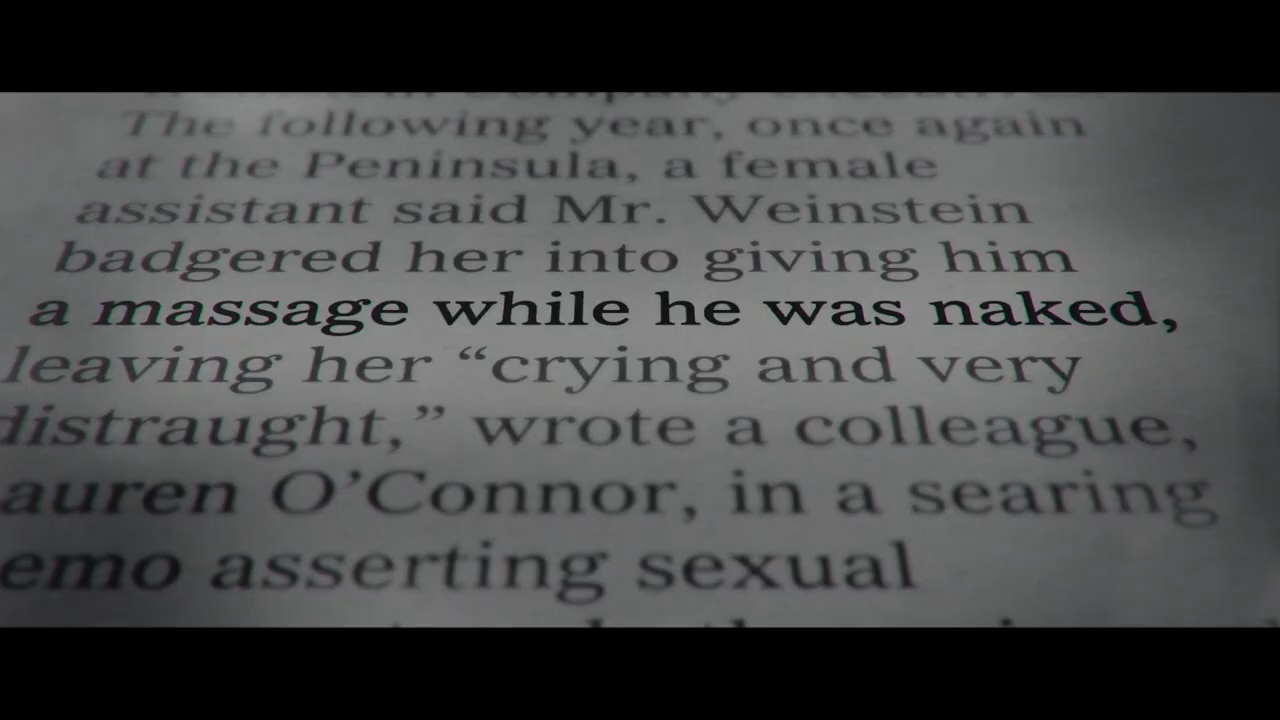 The following year, once again
at the Peninsula, a female
assistant said Mr. Weinstein
badgered her into giving him
a massage while he was naked,
leaving her “crying and very
distraught,” wrote a colleague,
auren O’Connor, in a searing
emo asserting sexual